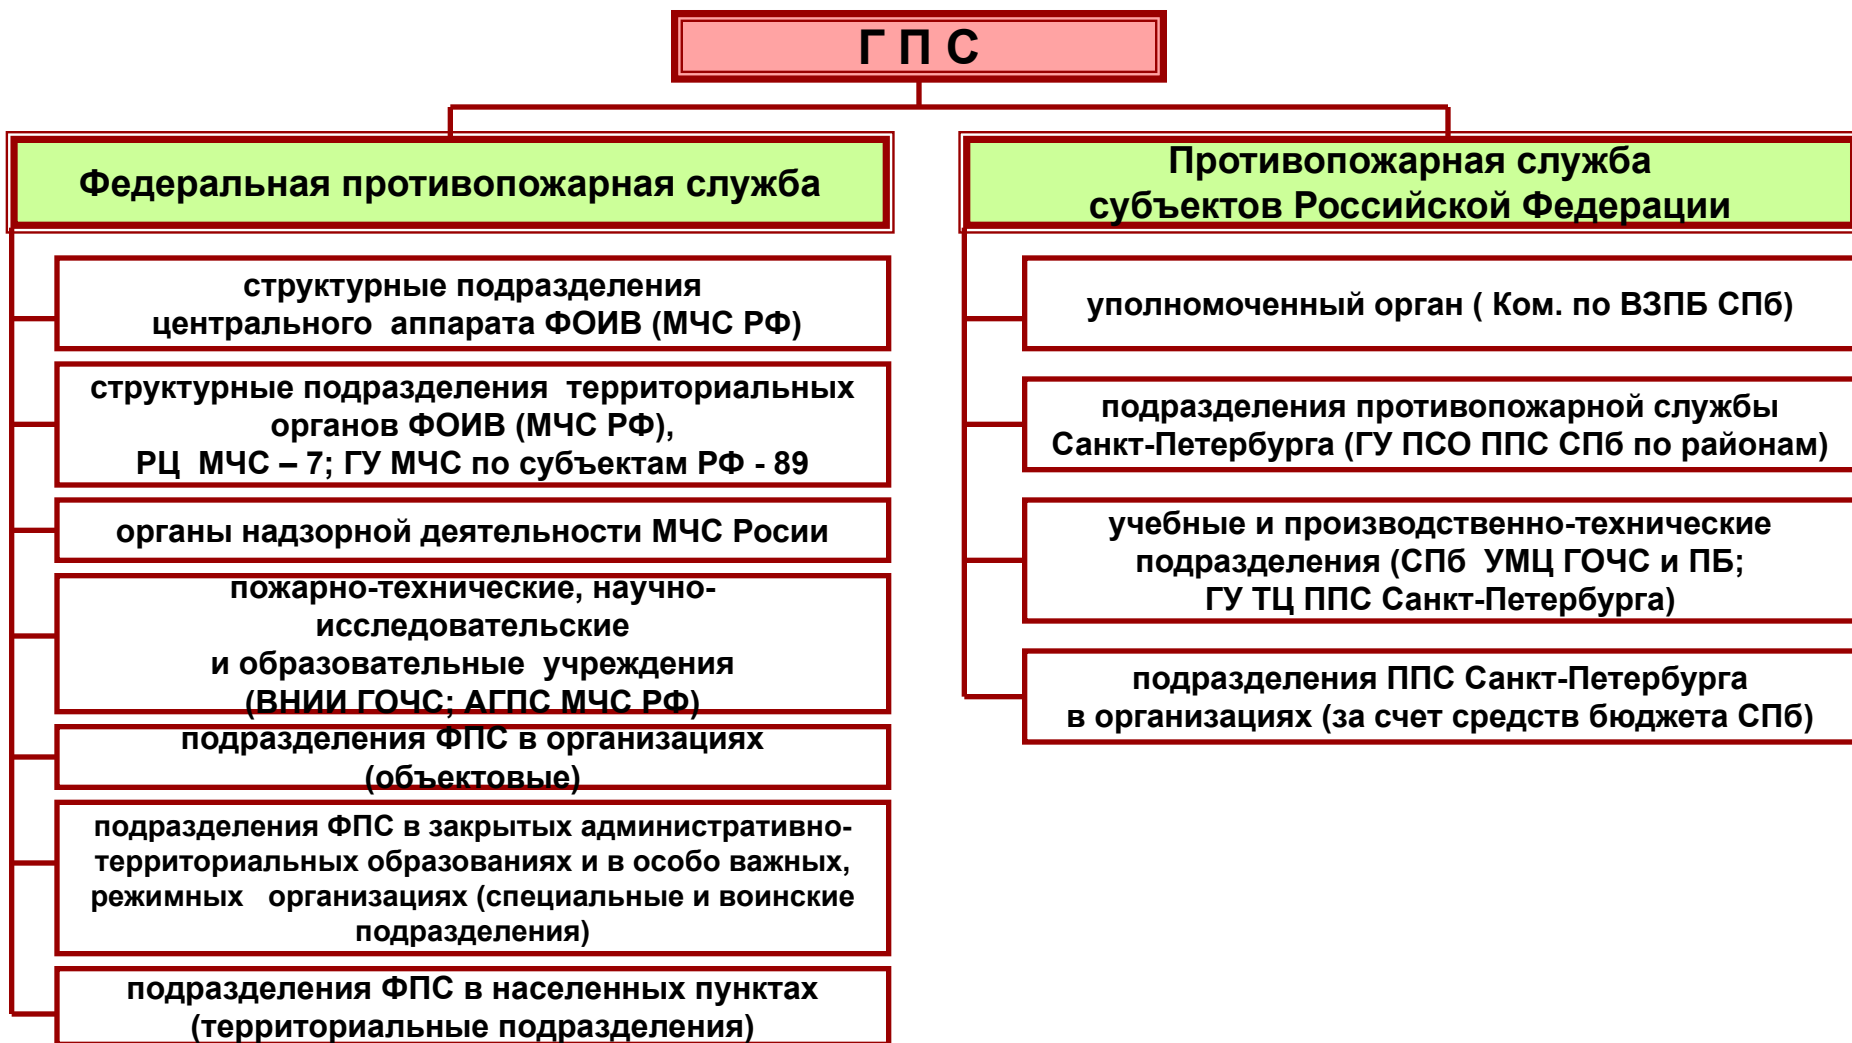 Г П С
Федеральная противопожарная служба
структурные подразделения
центрального аппарата ФОИВ (МЧС РФ)
структурные подразделения территориальных
органов ФОИВ (МЧС РФ),
РЦ МЧС – 7; ГУ МЧС по субъектам РФ - 89
органы надзорной деятельности МЧС Росии
пожарно-технические, научно-
исследовательские
и образовательные учреждения
(ВНИИ ГОЧС; АГПС МЧС РФ)
подразделения ФПС в организациях
(объектовые)
подразделения ФПС в закрытых административно-
территориальных образованиях и в особо важных,
режимных организациях (специальные и воинские
подразделения)
подразделения ФПС в населенных пунктах
(территориальные подразделения)
Противопожарная служба
субъектов Российской Федерации
уполномоченный орган ( Ком. по ВЗПБ СПб)
подразделения противопожарной службы
Санкт-Петербурга (ГУ ПСО ППС СПб по районам)
учебные и производственно-технические
подразделения (СПб УМЦ ГОЧС и ПБ;
ГУ ТЦ ППС Санкт-Петербурга)
подразделения ППС Санкт-Петербурга
в организациях (за счет средств бюджета СПб)